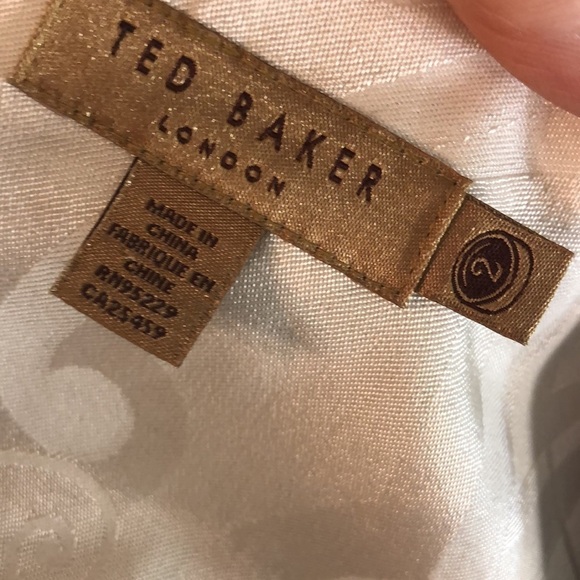 TED BAKER
LONDON
MADE IN
CHINA
FABRIQUE EN
CHINE
RN95229
CA25459
2